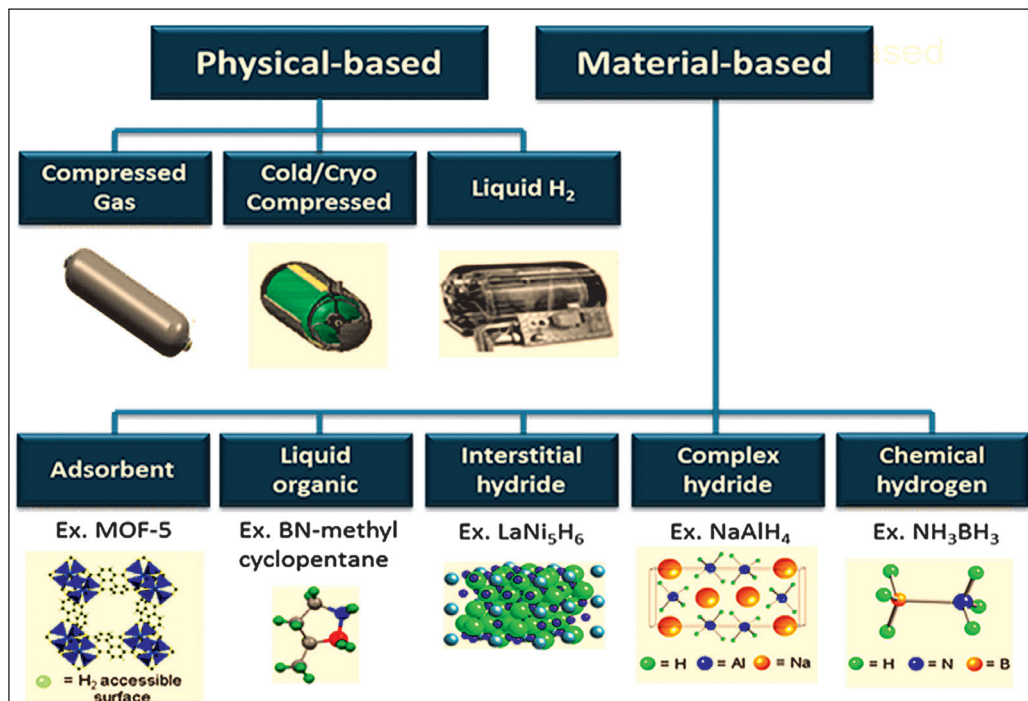 Physical-based
Material-based
ased
Compressed
Gas
Cold/Cryo
Compressed
Liquid H₂
Adsorbent
Liquid
organic
Interstitial
hydride
Complex
hydride
Chemical
hydrogen
Ex. MOF-5
Ex. BN-methyl
cyclopentane
Ex. LaNi₅H₆
Ex. NaAlH₄
Ex. NH₃BH₃
= H₂ accessible
surface
= H = Al = Na
= H = N = B